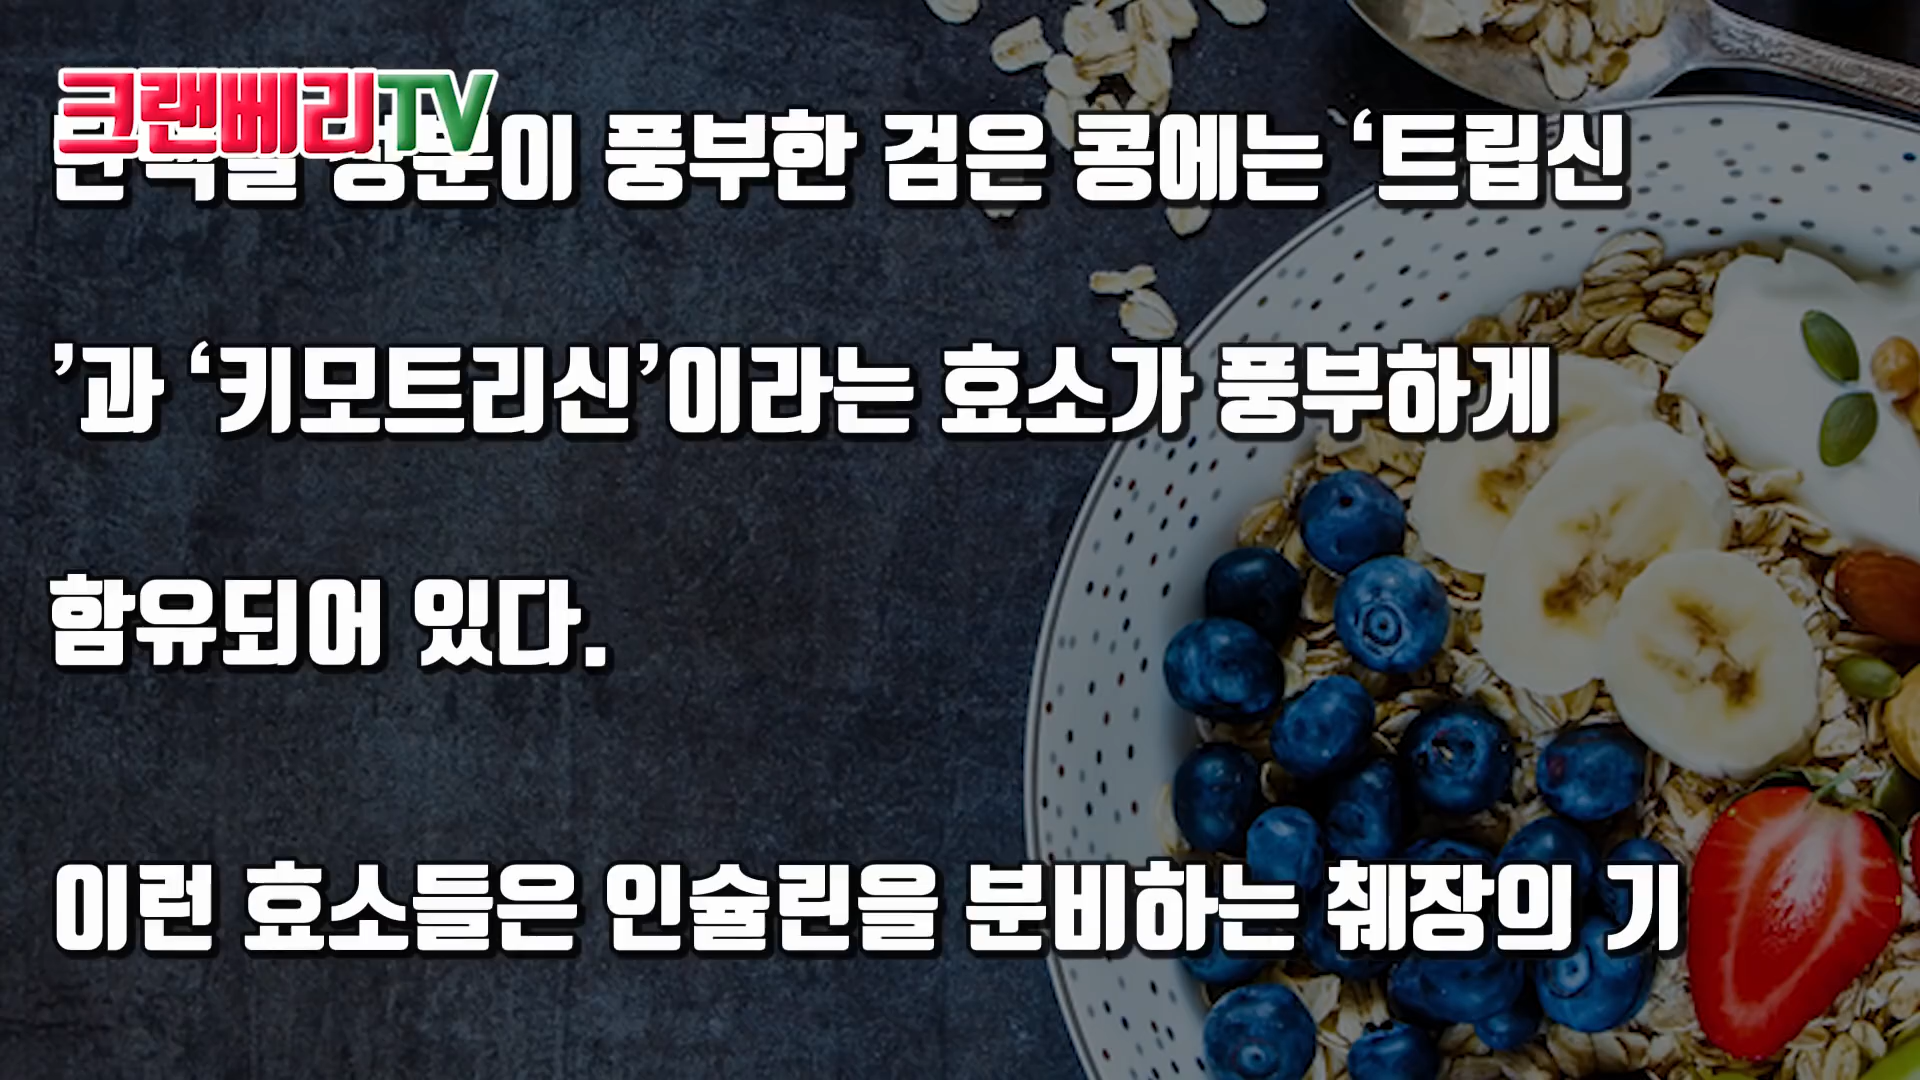 크랜베리TV
성분이 풍부한 검은 콩에는 ‘트립신
’과 ‘키모트리신’이라는 효소가 풍부하게
함유되어 있다.
이런 효소들은 인슐린을 분비하는 췌장의 기